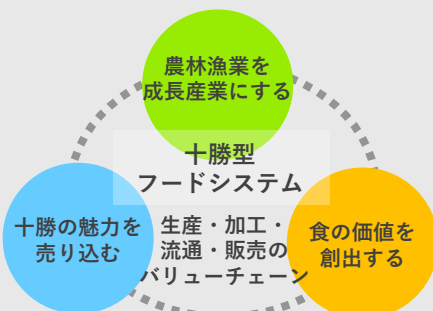 農林漁業を
成長産業にする
十勝型
フードシステム
十勝の魅力を
売り込む
生産・加工・
流通・販売の
バリューチェーン
食の価値を
創出する